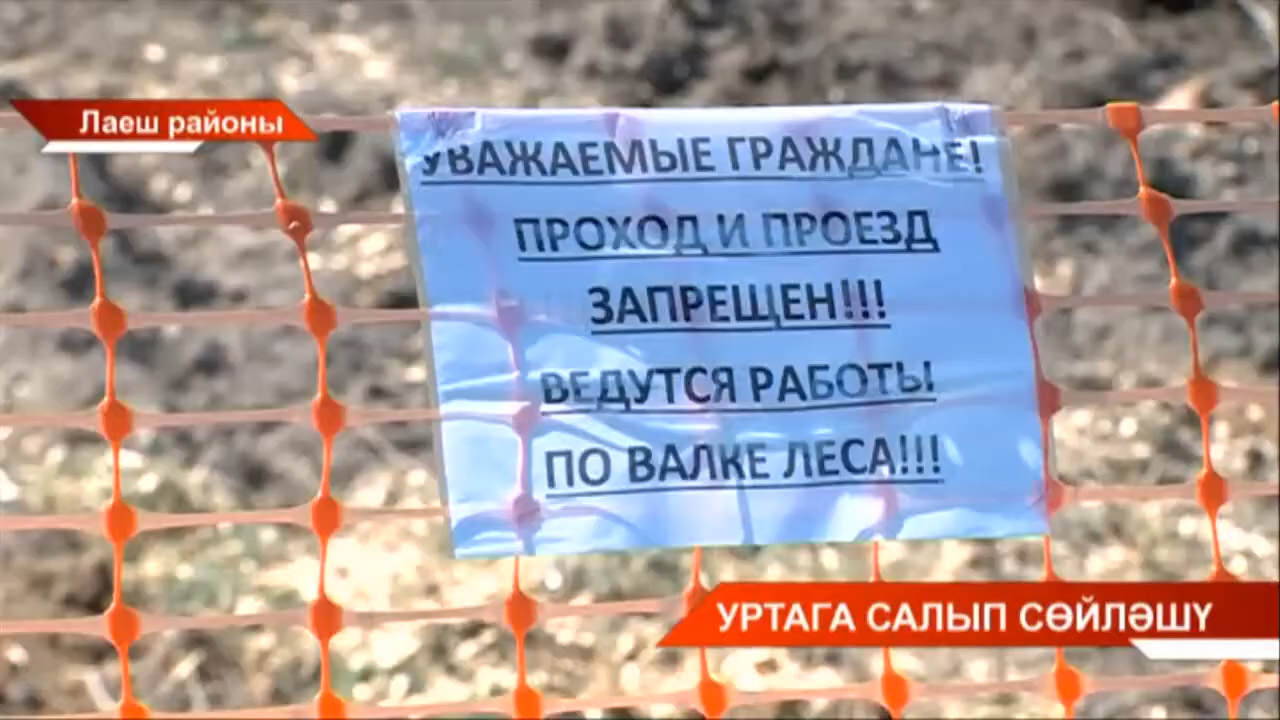 Лаеш районы
УВАЖАЕМЫЕ ГРАЖДАНЕ!
ПРОХОД И ПРОЕЗД
ЗАПРЕЩЕН!!!
ВЕДУТСЯ РАБОТЫ
ПО ВАЛКЕ ЛЕСА!!!
УРТАГА САЛЫП СӨЙЛӘШҮ